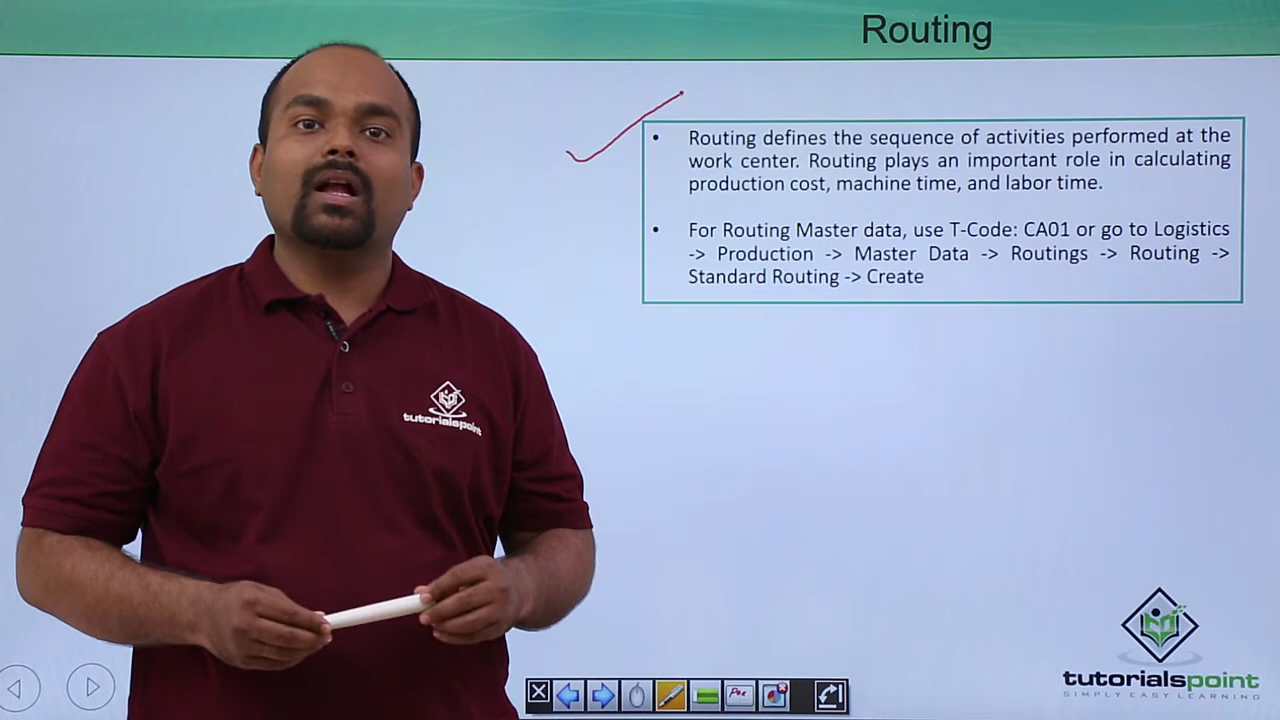 Routing
• Routing defines the sequence of activities performed at the
work center. Routing plays an important role in calculating
production cost, machine time, and labor time.
• For Routing Master data, use T-Code: CA01 or go to Logistics
-> Production -> Master Data -> Routings -> Routing ->
Standard Routing -> Create
tutorialspoint
Pen
tutorialspoint
SIMPLY EASY LEARNING